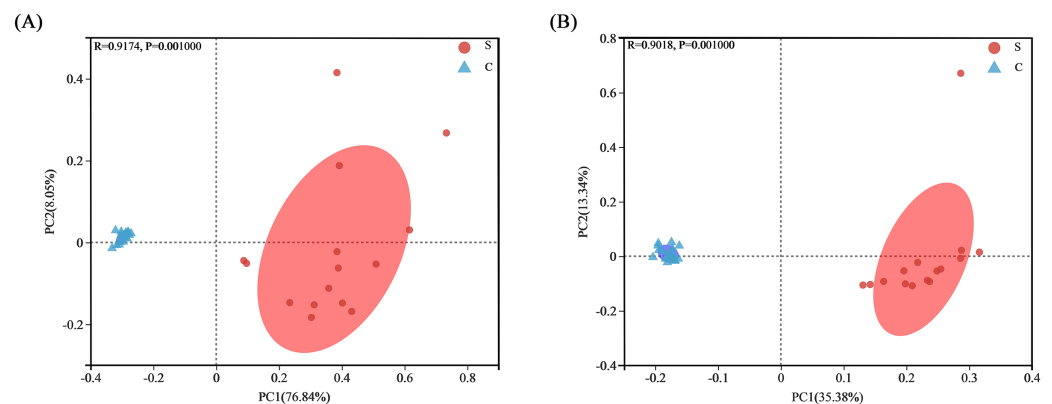 (A)
R=0.9174, P=0.001000
S
C
0.4
0.2
0
-0.2
PC2(8.05%)
-0.4
-0.2
0
0.2
0.4
0.6
0.8
PC1(76.84%)
(B)
R=0.9018, P=0.001000
S
C
0.8
0.6
0.4
0.2
0
-0.2
-0.4
PC2(13.34%)
-0.2
-0.1
0
0.1
0.2
0.3
0.4
PC1(35.38%)